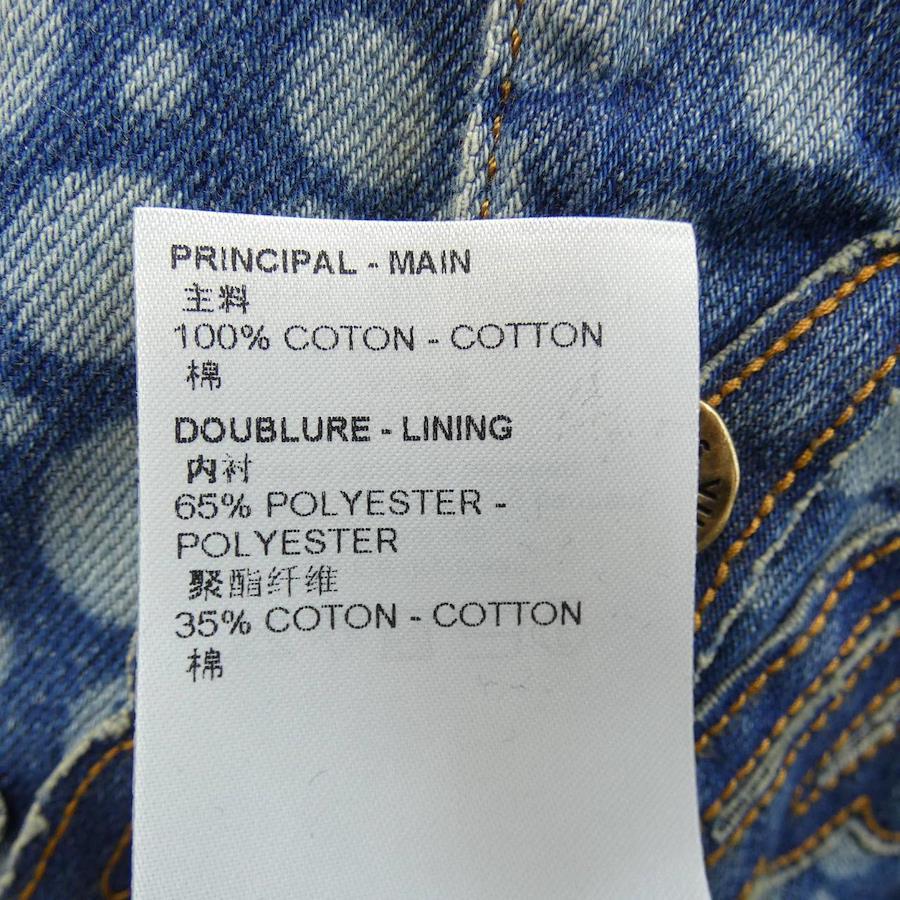 PRINCIPAL - MAIN
主料
100% COTON - COTTON
棉
DOUBLURE - LINING
内衬
65% POLYESTER -
POLYESTER
聚酯纤维
35% COTON - COTTON
棉